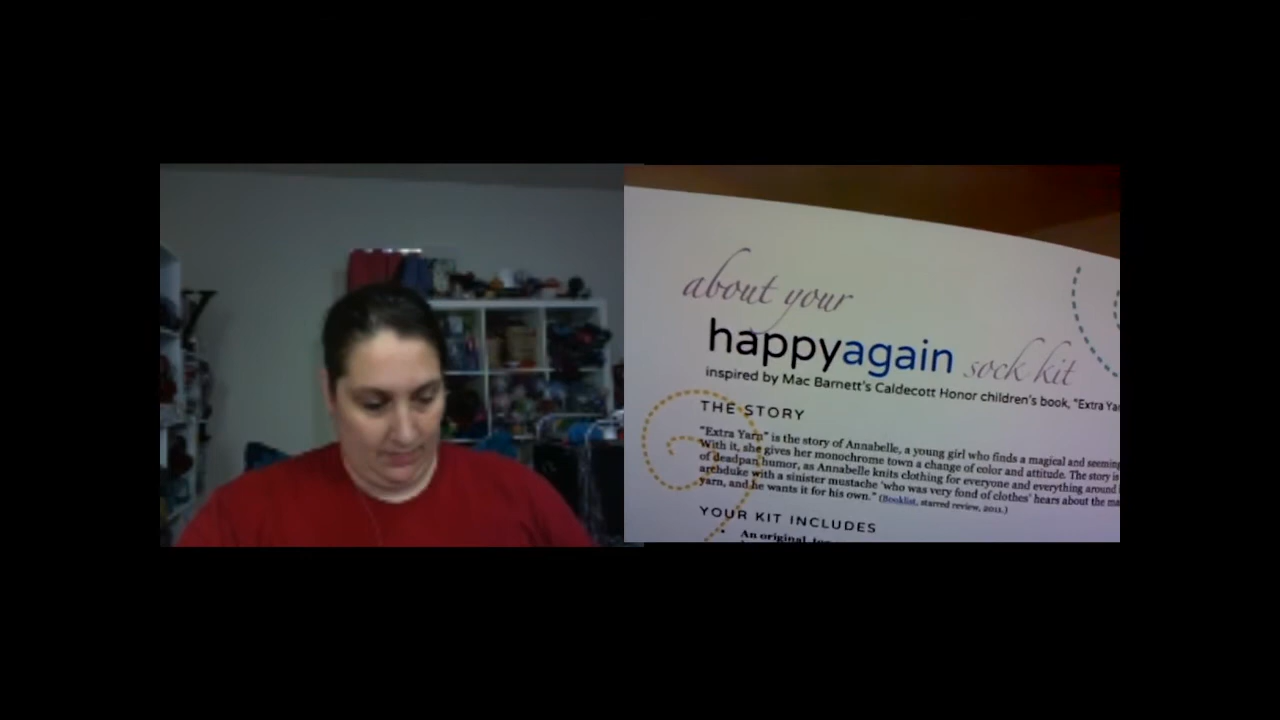 about your
happyagain sock kit
inspired by Mac Barnett's Caldecott Honor children's book, "Extra
THE STORY
"Extra Yarn" is the story of Annabelle, a young girl who finds a magical and
With it, she gives her monochrome town a change of color and attitude. The story is
of deadpan humor, as Annabelle knits clothing for everyone and everything around
archduke with a sinister mustache 'who was very fond of clothes' hears about the
yarn, and he wants it for his own." (Booklist, starred review, 2011.)
YOUR KIT INCLUDES
• An original,